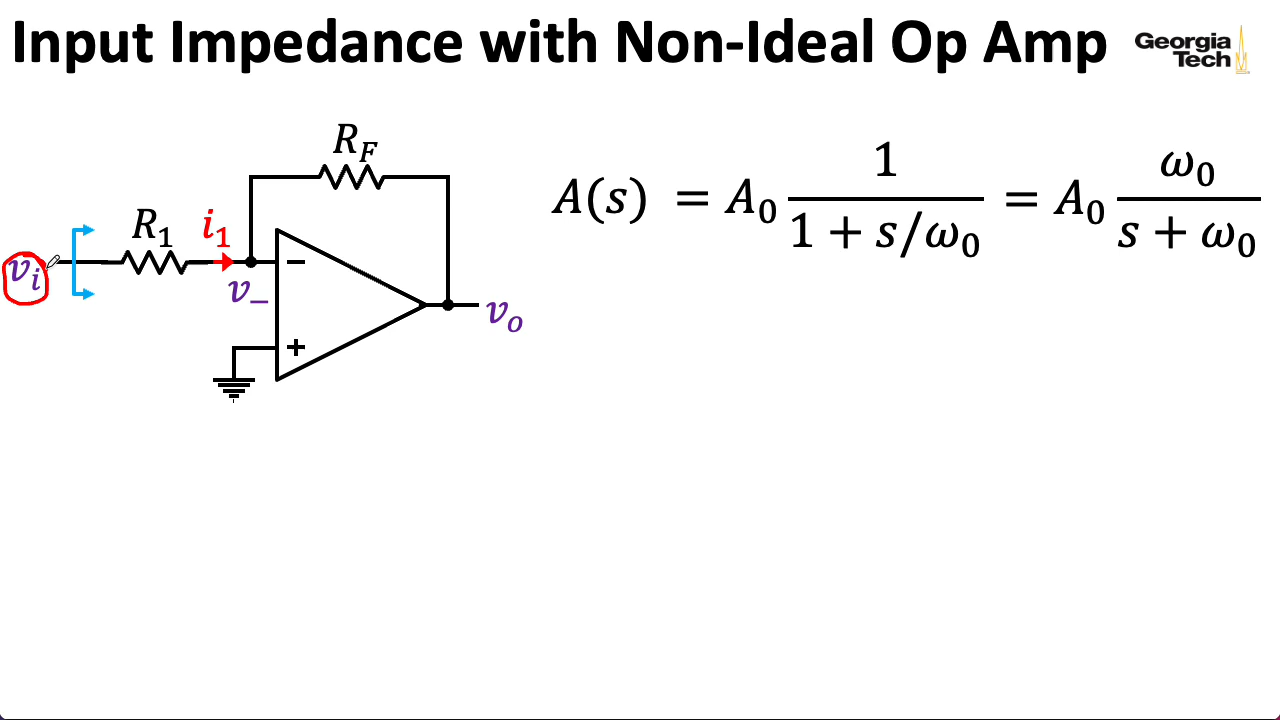 Input Impedance with Non-Ideal Op Amp
Georgia
Tech
R_F
A(s) = A_0 1/(1 + s/ω_0) = A_0 ω_0/(s + ω_0)
R_1
i_1
v_i
v_−
−
v_o
+